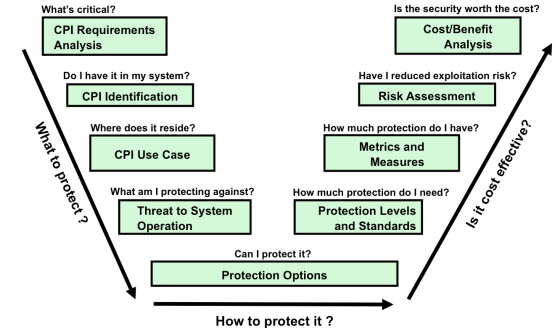 What's critical?
CPI Requirements
Analysis
Do I have it in my system?
CPI Identification
Where does it reside?
CPI Use Case
What am I protecting against?
Threat to System
Operation
What to protect ?
Can I protect it?
Protection Options
How to protect it ?
How much protection do I need?
Protection Levels
and Standards
How much protection do I have?
Metrics and
Measures
Have I reduced exploitation risk?
Risk Assessment
Is the security worth the cost?
Cost/Benefit
Analysis
Is it cost effective?